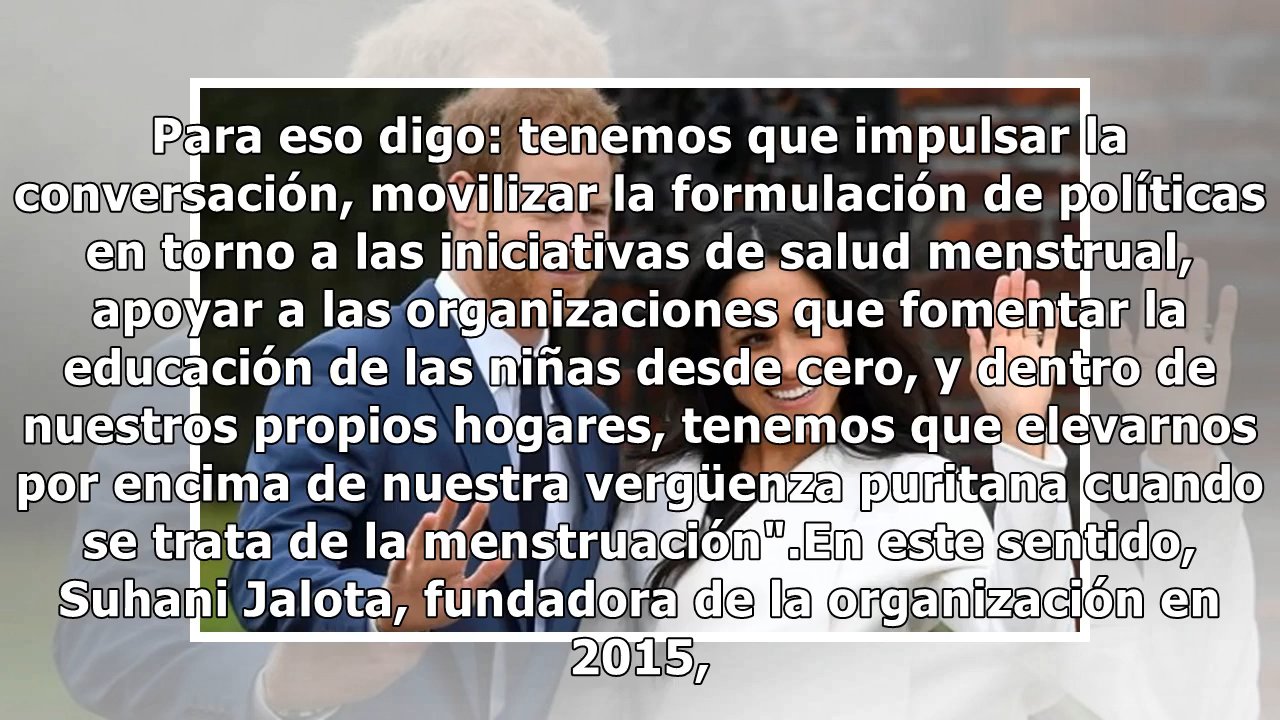 Para eso digo: tenemos que impulsar la
conversación, movilizar la formulación de políticas
en torno a las iniciativas de salud menstrual,
apoyar a las organizaciones que fomentar la
educación de las niñas desde cero, y dentro de
nuestros propios hogares, tenemos que elevarnos
por encima de nuestra vergüenza puritana cuando
se trata de la menstruación".En este sentido,
Suhani Jalota, fundadora de la organización en
2015,